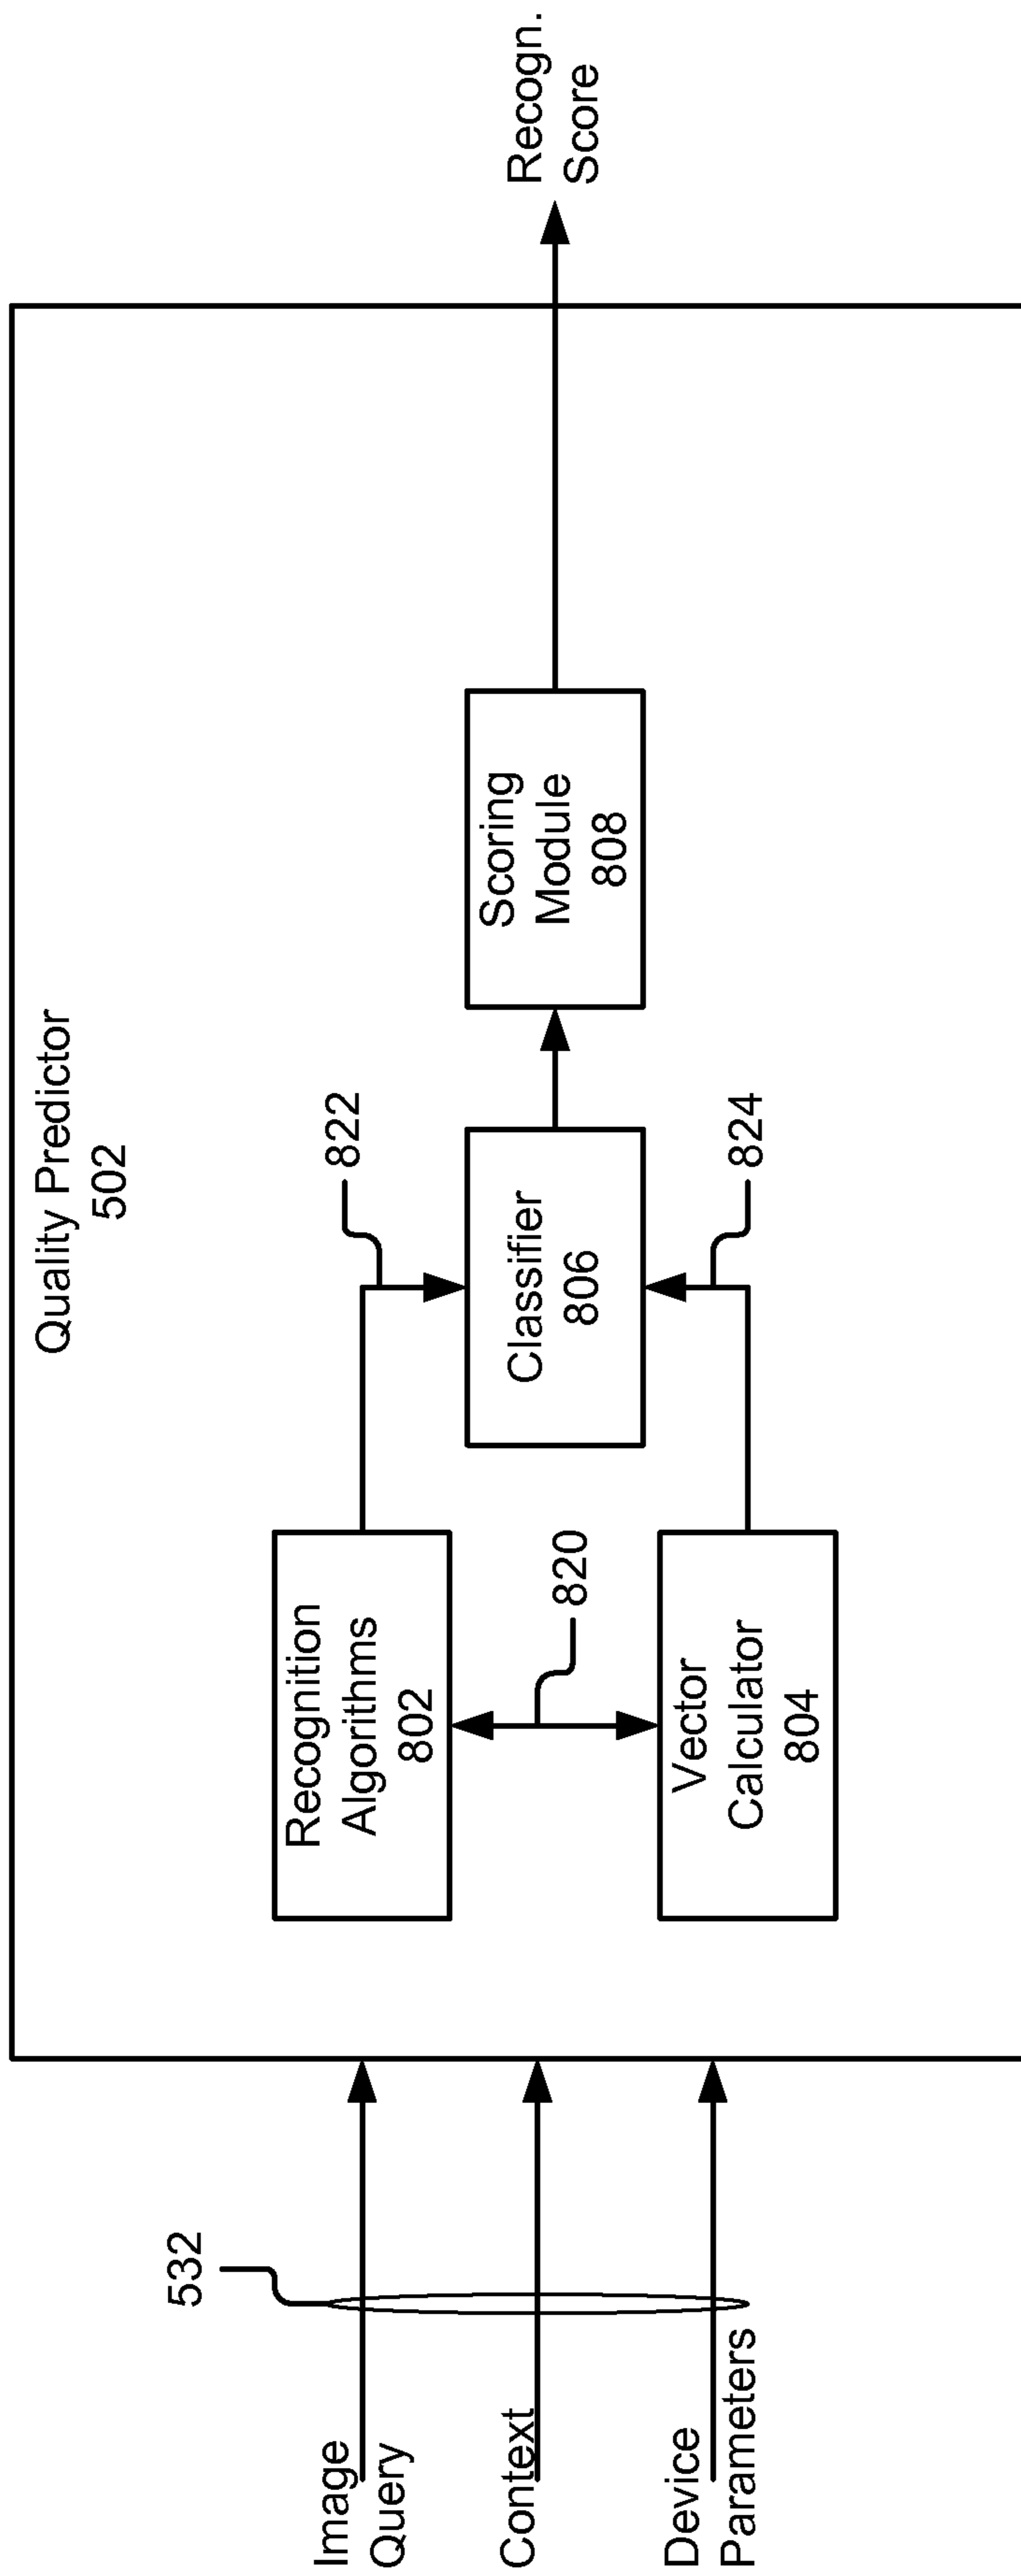 Quality Predictor
502
532
Image
Query
Context
Device
Parameters
Recognition
Algorithms
802
820
Vector
Calculator
804
822
Classifier
806
824
Scoring
Module
808
Recogn.
Score